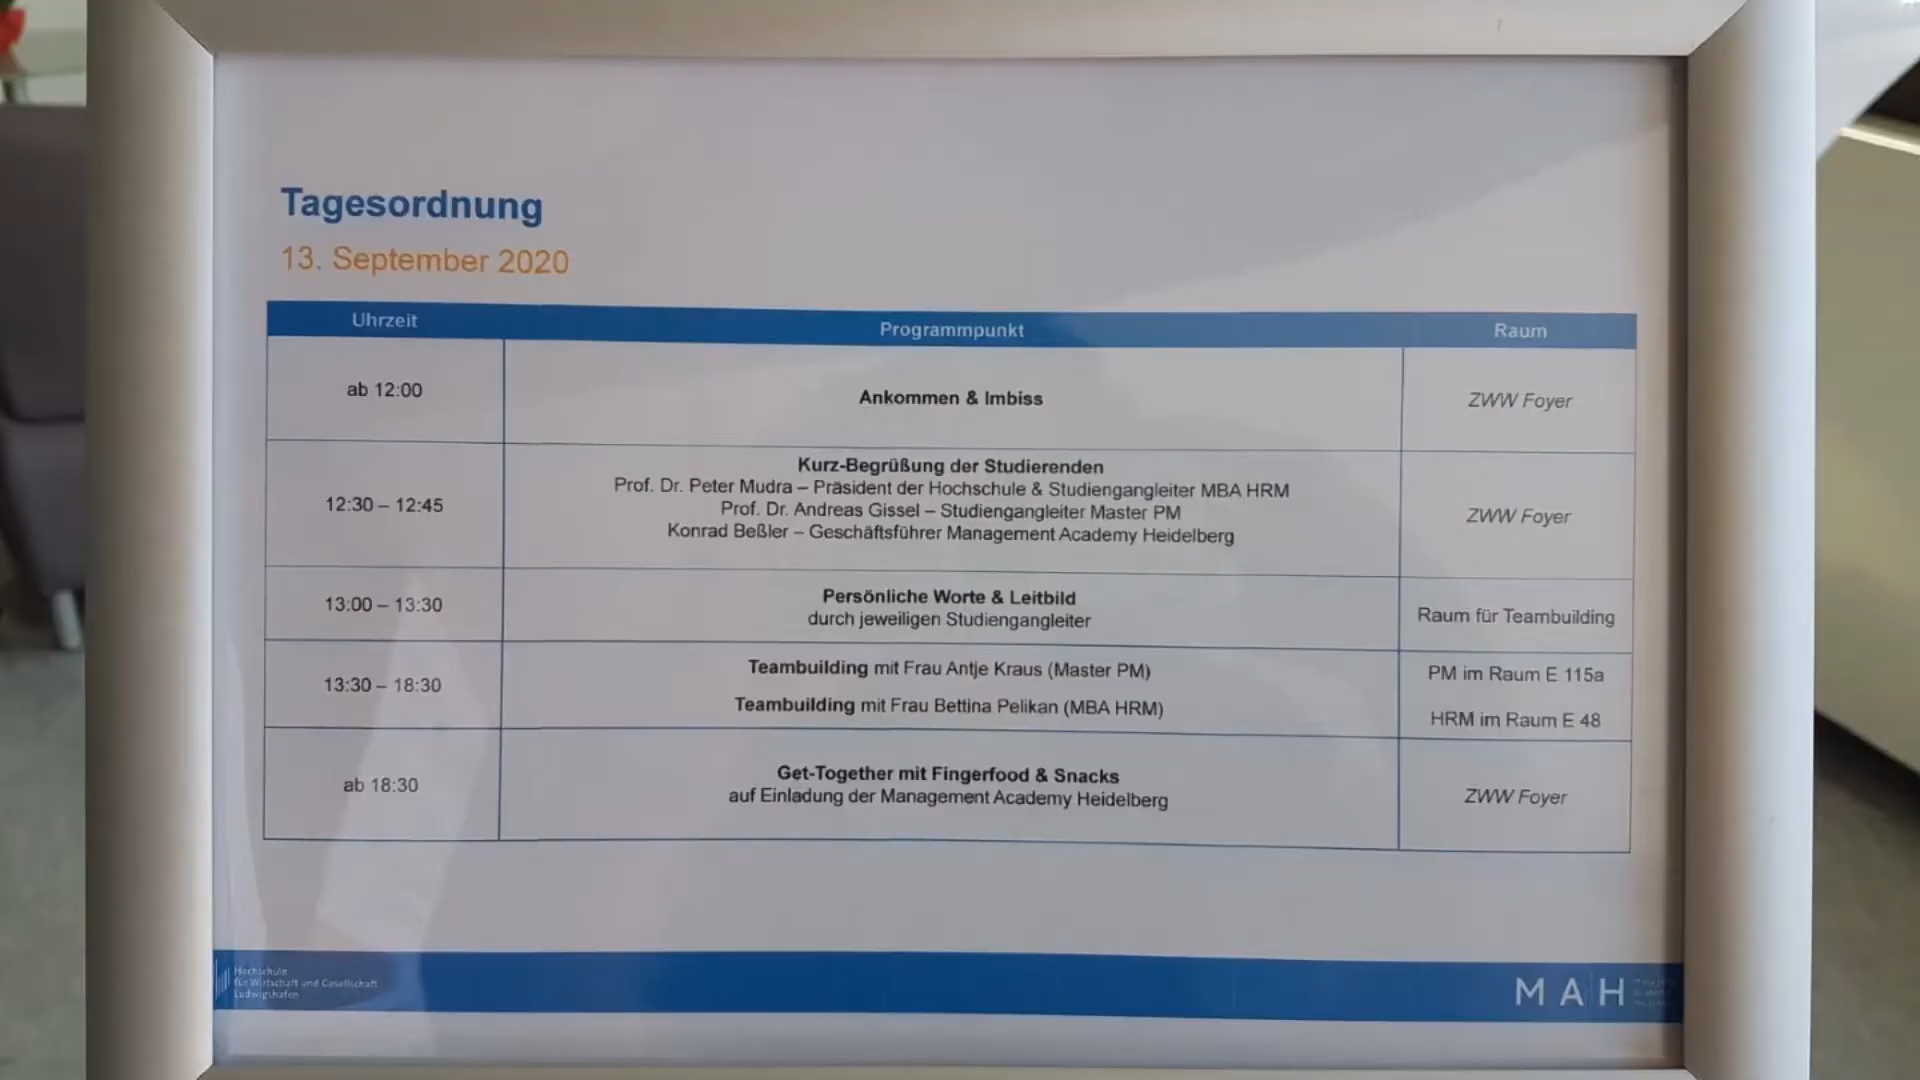 Tagesordnung
13. September 2020
Uhrzeit Programmpunkt Raum
ab 12:00 Ankommen & Imbiss ZWW Foyer
Kurz-Begrüßung der Studierenden
Prof. Dr. Peter Mudra – Präsident der Hochschule & Studiengangleiter MBA HRM
12:30 – 12:45 Prof. Dr. Andreas Gissel – Studiengangleiter Master PM ZWW Foyer
Konrad Beßler – Geschäftsführer Management Academy Heidelberg
13:00 – 13:30 Persönliche Worte & Leitbild Raum für Teambuilding
durch jeweiligen Studiengangleiter
13:30 – 18:30 Teambuilding mit Frau Antje Kraus (Master PM) PM im Raum E 115a
Teambuilding mit Frau Bettina Pelikan (MBA HRM) HRM im Raum E 48
ab 18:30 Get-Together mit Fingerfood & Snacks ZWW Foyer
auf Einladung der Management Academy Heidelberg
Hochschule
für Wirtschaft und Gesellschaft
Ludwigshafen
MAH